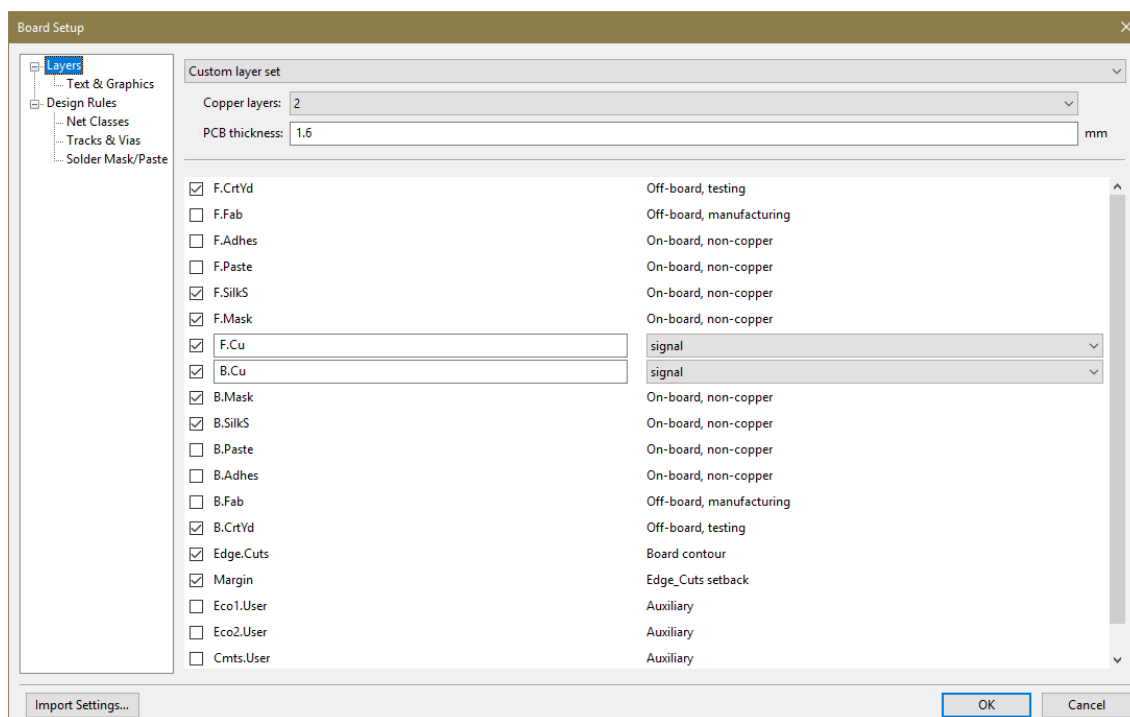 Board Setup
Layers
Text & Graphics
Design Rules
Net Classes
Tracks & Vias
Solder Mask/Paste
Custom layer set
Copper layers: 2
PCB thickness: 1.6 mm
F.CrtYd Off-board, testing
F.Fab Off-board, manufacturing
F.Adhes On-board, non-copper
F.Paste On-board, non-copper
F.SilkS On-board, non-copper
F.Mask On-board, non-copper
F.Cu signal
B.Cu signal
B.Mask On-board, non-copper
B.SilkS On-board, non-copper
B.Paste On-board, non-copper
B.Adhes On-board, non-copper
B.Fab Off-board, manufacturing
B.CrtYd Off-board, testing
Edge.Cuts Board contour
Margin Edge_Cuts setback
Eco1.User Auxiliary
Eco2.User Auxiliary
Cmts.User Auxiliary
Import Settings... OK Cancel